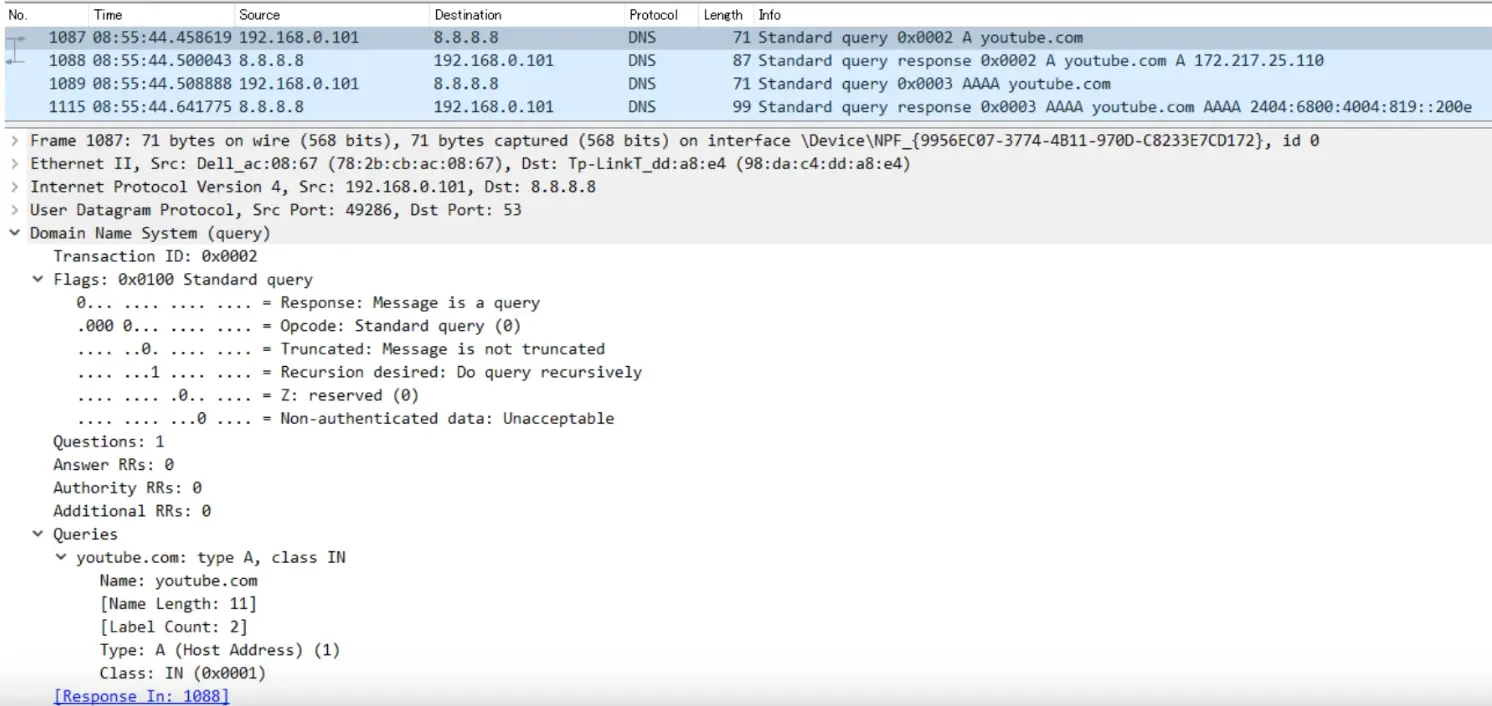 No. Time Source Destination Protocol Length Info
1087 08:55:44.458619 192.168.0.101 8.8.8.8 DNS 71 Standard query 0x0002 A youtube.com
1088 08:55:44.500043 8.8.8.8 192.168.0.101 DNS 87 Standard query response 0x0002 A youtube.com A 172.217.25.110
1089 08:55:44.508888 192.168.0.101 8.8.8.8 DNS 71 Standard query 0x0003 AAAA youtube.com
1115 08:55:44.641775 8.8.8.8 192.168.0.101 DNS 99 Standard query response 0x0003 AAAA youtube.com AAAA 2404:6800:4004:819::200e
Frame 1087: 71 bytes on wire (568 bits), 71 bytes captured (568 bits) on interface \Device\NPF_{9956EC07-3774-4B11-970D-C8233E7CD172}, id 0
Ethernet II, Src: Dell_ac:08:67 (78:2b:cb:ac:08:67), Dst: Tp-LinkT_dd:a8:e4 (98:da:c4:dd:a8:e4)
Internet Protocol Version 4, Src: 192.168.0.101, Dst: 8.8.8.8
User Datagram Protocol, Src Port: 49286, Dst Port: 53
Domain Name System (query)
Transaction ID: 0x0002
Flags: 0x0100 Standard query
0... .... .... .... = Response: Message is a query
.000 0... .... .... = Opcode: Standard query (0)
.... ..0. .... .... = Truncated: Message is not truncated
.... ...1 .... .... = Recursion desired: Do query recursively
.... .... .0.. .... = Z: reserved (0)
.... .... ...0 .... = Non-authenticated data: Unacceptable
Questions: 1
Answer RRs: 0
Authority RRs: 0
Additional RRs: 0
Queries
youtube.com: type A, class IN
Name: youtube.com
[Name Length: 11]
[Label Count: 2]
Type: A (Host Address) (1)
Class: IN (0x0001)
[Response In: 1088]